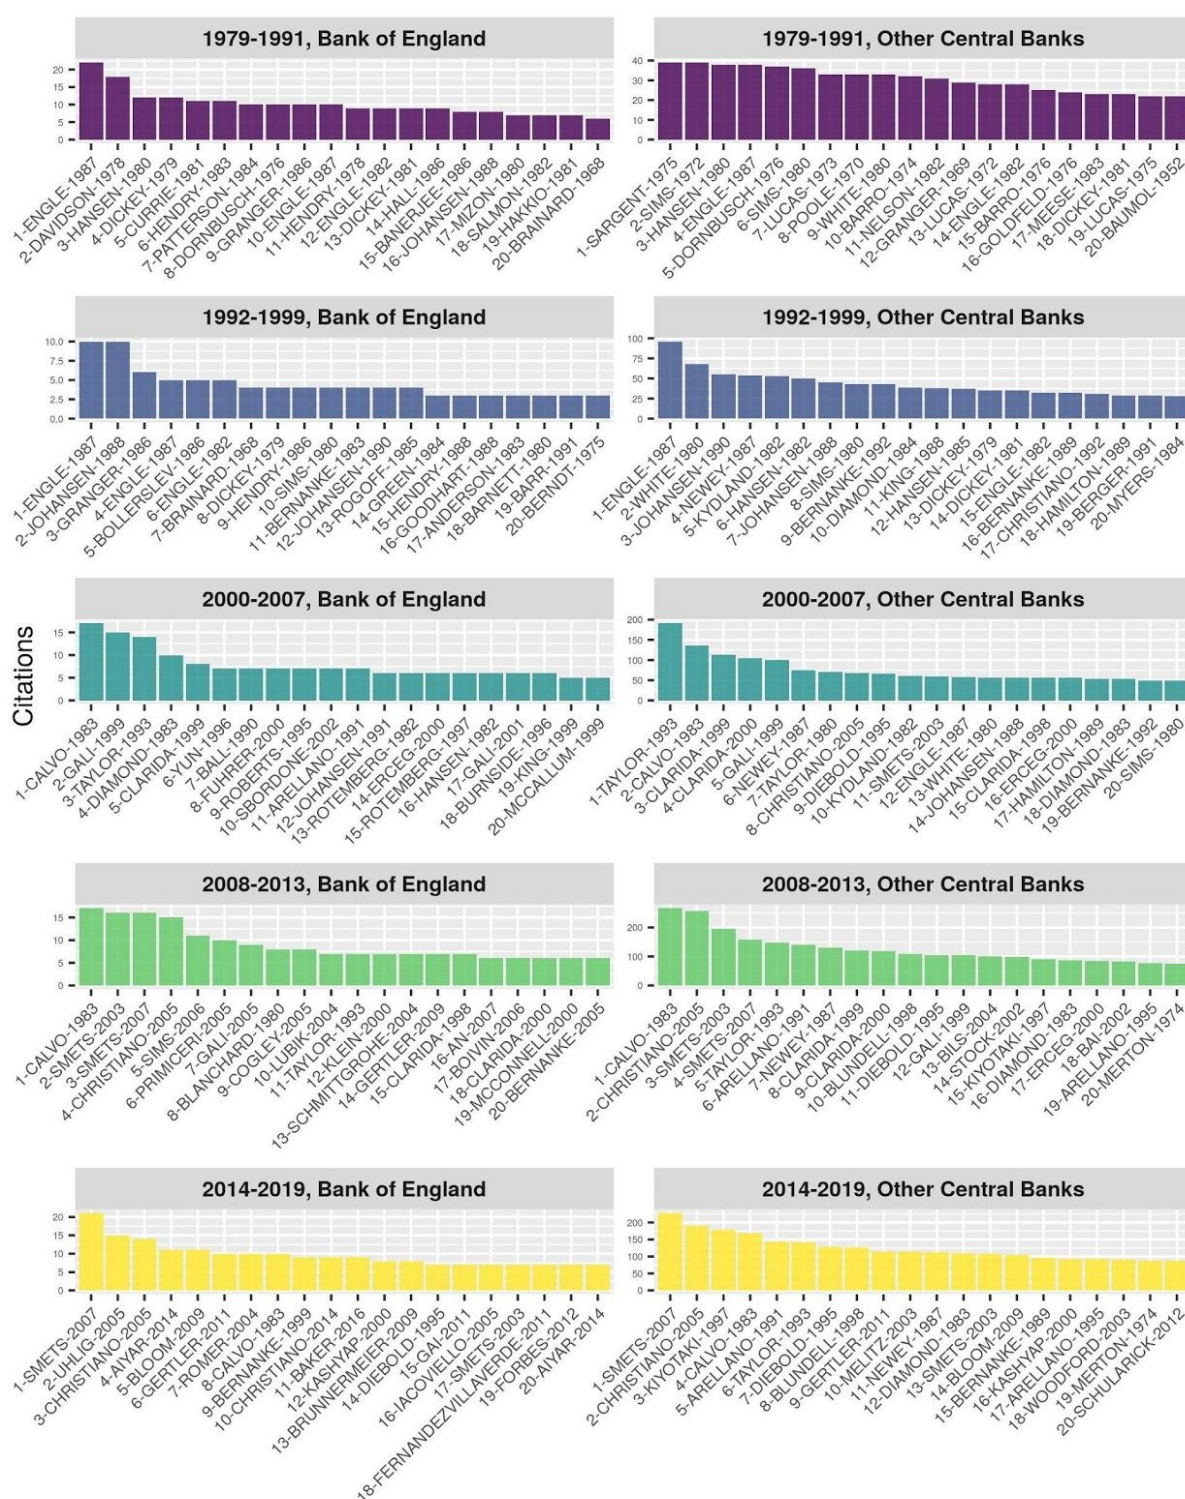 Citations
1979-1991, Bank of England
20
15
10
5
0
1-ENGLE-1987
2-DAVIDSON-1978
3-HANSEN-1980
4-DICKEY-1979
5-CURRIE-1981
6-HENDRY-1983
7-PATTERSON-1984
8-DORNBUSCH-1976
9-GRANGER-1986
10-ENGLE-1987
11-HENDRY-1978
12-ENGLE-1982
13-DICKEY-1981
14-HALL-1986
15-BANERJEE-1986
16-JOHANSEN-1988
17-MIZON-1980
18-SALMON-1982
19-HAKKIO-1981
20-BRAINARD-1968
1979-1991, Other Central Banks
40
30
20
10
0
1-SARGENT-1975
2-SIMS-1972
3-HANSEN-1980
4-ENGLE-1987
5-DORNBUSCH-1976
6-SIMS-1980
7-LUCAS-1973
8-POOLE-1970
9-WHITE-1980
10-BARRO-1974
11-NELSON-1982
12-GRANGER-1969
13-LUCAS-1972
14-ENGLE-1982
15-BARRO-1976
16-GOLDFELD-1976
17-MEESE-1983
18-DICKEY-1981
19-LUCAS-1975
20-BAUMOL-1952
1992-1999, Bank of England
10.0
7.5
5.0
2.5
0.0
1-ENGLE-1987
2-JOHANSEN-1988
3-GRANGER-1986
4-ENGLE-1987
5-BOLLERSLEV-1986
6-ENGLE-1982
7-BRAINARD-1968
8-DICKEY-1979
9-HENDRY-1986
10-SIMS-1980
11-BERNANKE-1983
12-JOHANSEN-1990
13-ROGOFF-1985
14-GREEN-1984
15-HENDRY-1988
16-GOODHART-1988
17-ANDERSON-1983
18-BARNETT-1980
19-BARR-1991
20-BERNDT-1975
1992-1999, Other Central Banks
100
75
50
25
0
1-ENGLE-1987
2-WHITE-1980
3-JOHANSEN-1990
4-NEWEY-1987
5-KYDLAND-1982
6-HANSEN-1982
7-JOHANSEN-1988
8-SIMS-1980
9-BERNANKE-1992
10-DIAMOND-1984
11-KING-1988
12-HANSEN-1985
13-DICKEY-1979
14-DICKEY-1981
15-ENGLE-1982
16-BERNANKE-1989
17-CHRISTIANO-1992
18-HAMILTON-1989
19-BERGER-1991
20-MYERS-1984
2000-2007, Bank of England
15
10
5
0
1-CALVO-1983
2-GALI-1999
3-TAYLOR-1993
4-DIAMOND-1983
5-CLARIDA-1999
6-YUN-1996
7-BALL-1990
8-FUHRER-2000
9-ROBERTS-1995
10-SBORDONE-2002
11-ARELLANO-1991
12-JOHANSEN-1991
13-ROTEMBERG-1982
14-ERCEG-2000
15-ROTEMBERG-1997
16-HANSEN-1982
17-GALI-2001
18-BURNSIDE-1996
19-KING-1999
20-MCCALLUM-1999
2000-2007, Other Central Banks
200
150
100
50
0
1-TAYLOR-1993
2-CALVO-1983
3-CLARIDA-1999
4-CLARIDA-2000
5-GALI-1999
6-NEWEY-1987
7-TAYLOR-1980
8-CHRISTIANO-2005
9-DIEBOLD-1995
10-KYDLAND-1982
11-SMETS-2003
12-ENGLE-1987
13-WHITE-1980
14-JOHANSEN-1988
15-CLARIDA-1998
16-ERCEG-2000
17-HAMILTON-1989
18-DIAMOND-1983
19-BERNANKE-1992
20-SIMS-1980
2008-2013, Bank of England
15
10
5
0
1-CALVO-1983
2-SMETS-2003
3-SMETS-2007
4-CHRISTIANO-2005
5-SIMS-2006
6-PRIMICERI-2005
7-GALI-2005
8-BLANCHARD-1980
9-COGLEY-2005
10-LUBIK-2004
11-TAYLOR-1993
12-KLEIN-2000
13-SCHMITTGROHE-2004
14-GERTLER-2009
15-CLARIDA-1998
16-AN-2007
17-BOIVIN-2006
18-CLARIDA-2000
19-MCCONNELL-2000
20-BERNANKE-2005
2008-2013, Other Central Banks
200
100
0
1-CALVO-1983
2-CHRISTIANO-2005
3-SMETS-2003
4-SMETS-2007
5-TAYLOR-1993
6-ARELLANO-1991
7-NEWEY-1987
8-CLARIDA-1999
9-CLARIDA-2000
10-BLUNDELL-1998
11-DIEBOLD-1995
12-GALI-1999
13-BILS-2004
14-STOCK-2002
15-KIYOTAKI-1997
16-DIAMOND-1983
17-ERCEG-2000
18-BAI-2002
19-ARELLANO-1995
20-MERTON-1974
2014-2019, Bank of England
20
15
10
5
0
1-SMETS-2007
2-UHLIG-2005
3-CHRISTIANO-2005
4-AIYAR-2014
5-BLOOM-2009
6-GERTLER-2011
7-ROMER-2004
8-CALVO-1983
9-BERNANKE-1999
10-CHRISTIANO-2014
11-BAKER-2016
12-KASHYAP-2000
13-BRUNNERMEIER-2009
14-DIEBOLD-1995
15-GALI-2011
16-IACOVIELLO-2005
17-SMETS-2003
18-FERNANDEZVILLAVERDE-2011
19-FORBES-2012
20-AIYAR-2014
2014-2019, Other Central Banks
200
150
100
50
0
1-SMETS-2007
2-CHRISTIANO-2005
3-KIYOTAKI-1997
4-CALVO-1983
5-ARELLANO-1991
6-TAYLOR-1993
7-DIEBOLD-1995
8-BLUNDELL-1998
9-GERTLER-2011
10-MELITZ-2003
11-NEWEY-1987
12-DIAMOND-1983
13-SMETS-2003
14-BLOOM-2009
15-BERNANKE-1989
16-KASHYAP-2000
17-ARELLANO-1995
18-WOODFORD-2003
19-MERTON-1974
20-SCHULARICK-2012